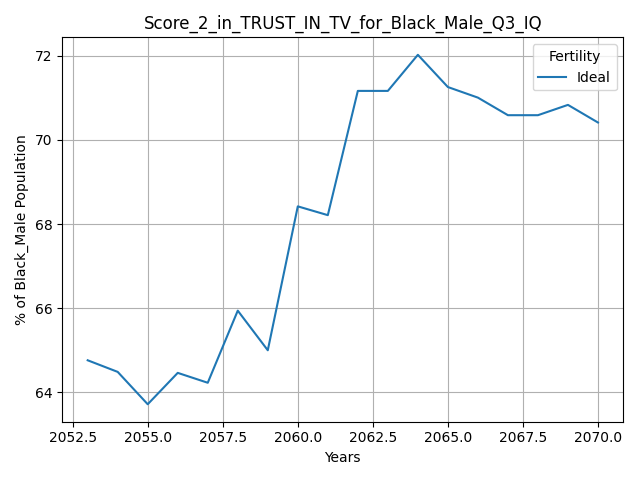 Score_2_in_TRUST_IN_TV_for_Black_Male_Q3_IQ
Fertility
Ideal
% of Black_Male Population
72
70
68
66
64
2052.5 2055.0 2057.5 2060.0 2062.5 2065.0 2067.5 2070.0
Years